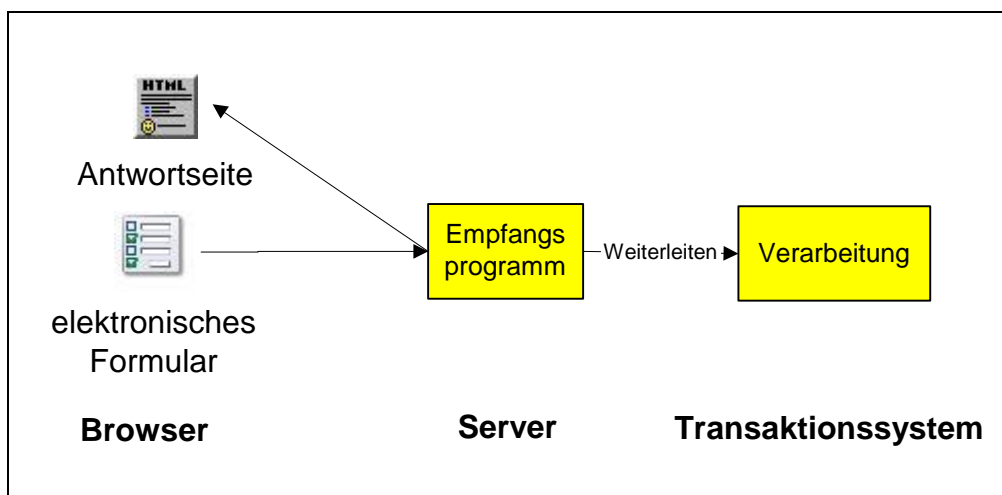 HTML
Antwortseite
elektronisches
Formular
Empfangs
programm
Weiterleiten
Verarbeitung
Browser
Server
Transaktionssystem